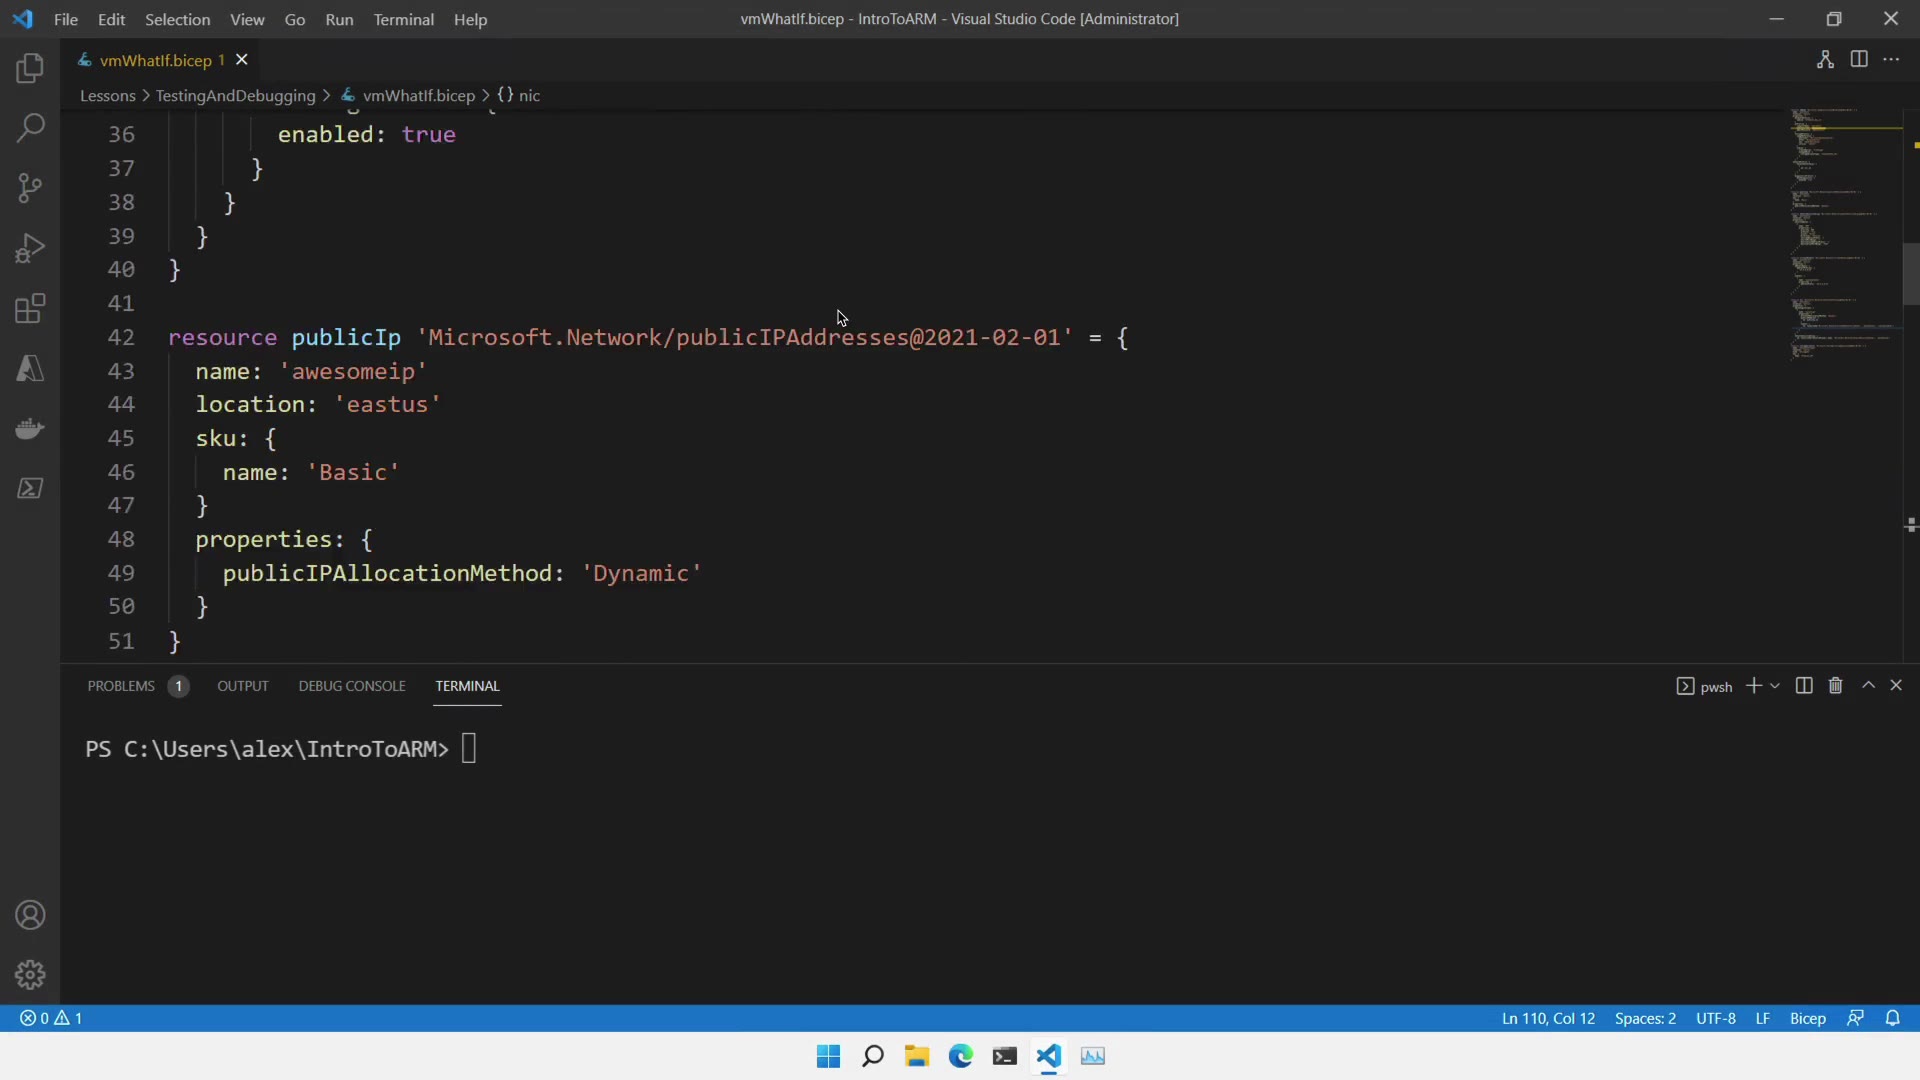 File Edit Selection View Go Run Terminal Help
vmWhatIf.bicep - IntroToARM - Visual Studio Code [Administrator]
vmWhatIf.bicep 1
Lessons > TestingAndDebugging > vmWhatIf.bicep > {} nic
36 enabled: true
37 }
38 }
39 }
40 }
41
42 resource publicIp 'Microsoft.Network/publicIPAddresses@2021-02-01' = {
43 name: 'awesomeip'
44 location: 'eastus'
45 sku: {
46 name: 'Basic'
47 }
48 properties: {
49 publicIPAllocationMethod: 'Dynamic'
50 }
51 }
PROBLEMS 1 OUTPUT DEBUG CONSOLE TERMINAL
pwsh
PS C:\Users\alex\IntroToARM>
0 1
Ln 110, Col 12 Spaces: 2 UTF-8 LF Bicep